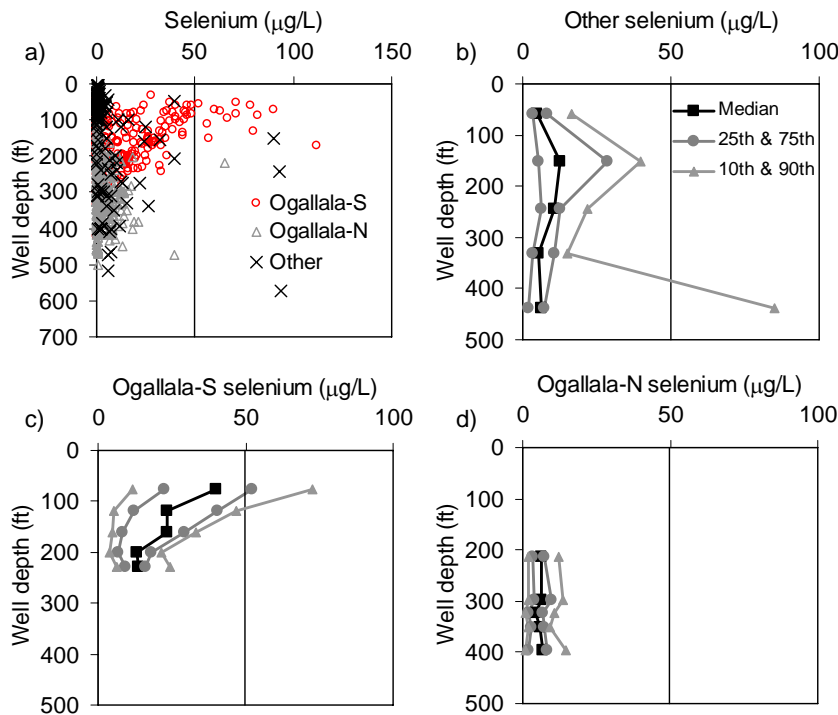 Selenium (μg/L)
a)
0 50 100 150
0
100
200
300
400
500
600
700
Well depth (ft)
Ogallala-S
Ogallala-N
Other
Other selenium (μg/L)
b)
0 50 100
0
100
200
300
400
500
Well depth (ft)
Median
25th & 75th
10th & 90th
Ogallala-S selenium (μg/L)
c)
0 50 100
0
100
200
300
400
500
Well depth (ft)
Ogallala-N selenium (μg/L)
d)
0 50 100
0
100
200
300
400
500
Well depth (ft)